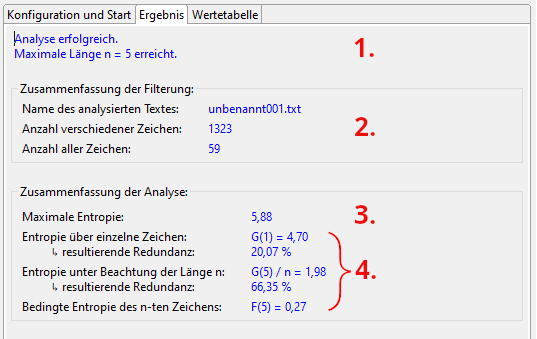 Konfiguration und Start Ergebnis Wertetabelle
Analyse erfolgreich.
Maximale Länge n = 5 erreicht.
1.
Zusammenfassung der Filterung:
Name des analysierten Textes: unbenannt001.txt
Anzahl verschiedener Zeichen: 1323
Anzahl aller Zeichen: 59
2.
Zusammenfassung der Analyse:
Maximale Entropie: 5,88
3.
Entropie über einzelne Zeichen: G(1) = 4,70
↳ resultierende Redundanz: 20,07 %
Entropie unter Beachtung der Länge n: G(5) / n = 1,98
↳ resultierende Redundanz: 66,35 %
Bedingte Entropie des n-ten Zeichens: F(5) = 0,27
4.